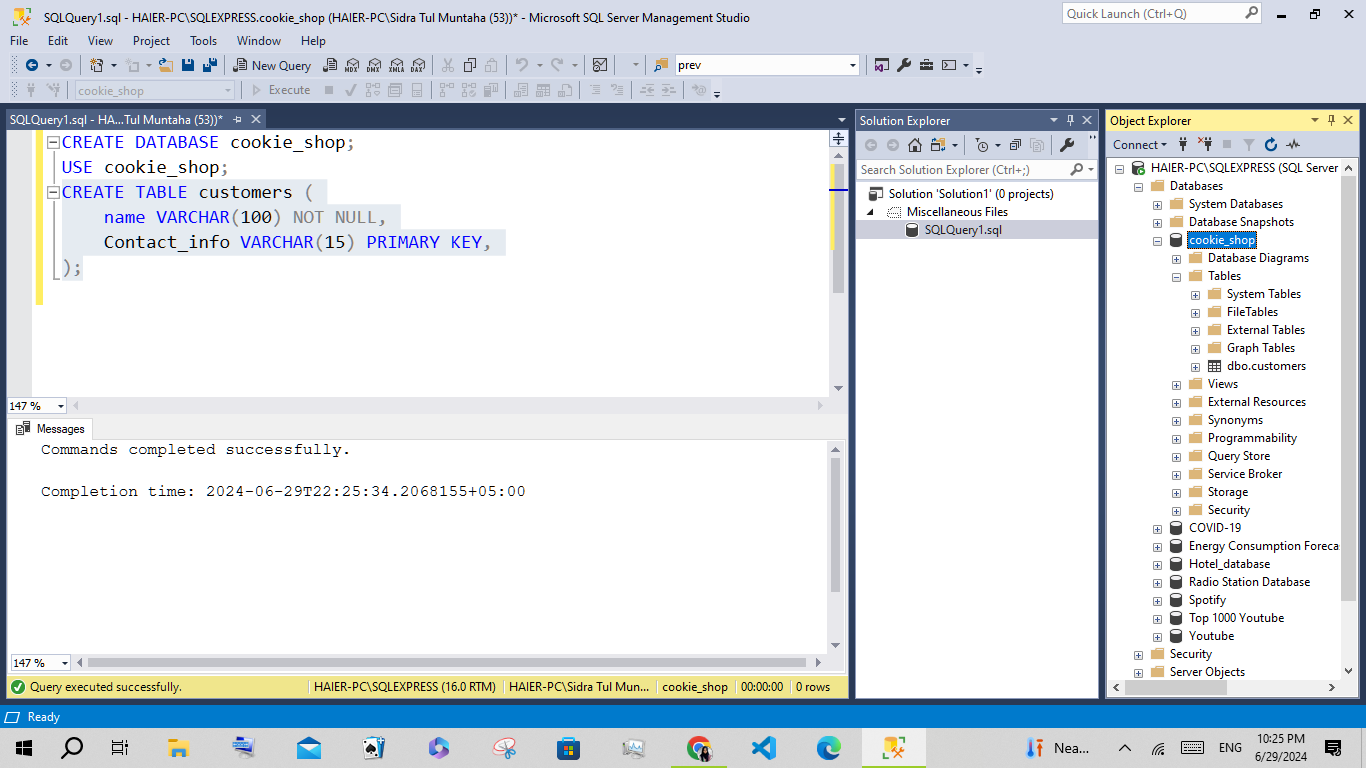 SQLQuery1.sql - HAIER-PC\SQLEXPRESS.cookie_shop (HAIER-PC\Sidra Tul Muntaha (53))* - Microsoft SQL Server Management Studio
Quick Launch (Ctrl+Q)
File Edit View Project Tools Window Help
New Query
MDX DMX XMLA DAX
prev
cookie_shop
Execute
SQLQuery1.sql - HA...Tul Muntaha (53))*
CREATE DATABASE cookie_shop;
USE cookie_shop;
CREATE TABLE customers (
name VARCHAR(100) NOT NULL,
Contact_info VARCHAR(15) PRIMARY KEY,
);
147 %
Messages
Commands completed successfully.
Completion time: 2024-06-29T22:25:34.2068155+05:00
147 %
Query executed successfully.
HAIER-PC\SQLEXPRESS (16.0 RTM)
HAIER-PC\Sidra Tul Mun...
cookie_shop
00:00:00
0 rows
Solution Explorer
Search Solution Explorer (Ctrl+;)
Solution 'Solution1' (0 projects)
Miscellaneous Files
SQLQuery1.sql
Object Explorer
Connect
HAIER-PC\SQLEXPRESS (SQL Server
Databases
System Databases
Database Snapshots
cookie_shop
Database Diagrams
Tables
System Tables
FileTables
External Tables
Graph Tables
dbo.customers
Views
External Resources
Synonyms
Programmability
Query Store
Service Broker
Storage
Security
COVID-19
Energy Consumption Foreca
Hotel_database
Radio Station Database
Spotify
Top 1000 Youtube
Youtube
Security
Server Objects
Ready
Nea...
ENG
10:25 PM
6/29/2024